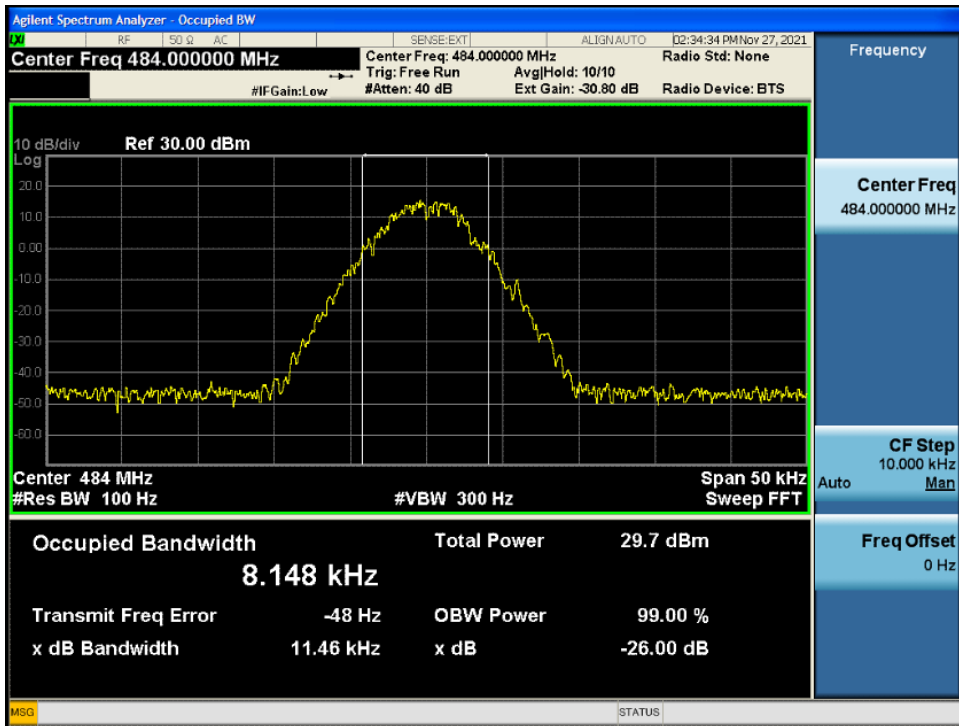 Agilent Spectrum Analyzer - Occupied BW
LXI RF 50 Ω AC SENSE:EXT ALIGN AUTO 02:34:34 PM Nov 27, 2021
Center Freq 484.000000 MHz Center Freq: 484.000000 MHz Radio Std: None
Trig: Free Run Avg|Hold: 10/10
#IFGain:Low #Atten: 40 dB Ext Gain: -30.80 dB Radio Device: BTS
10 dB/div Ref 30.00 dBm
Log
20.0
10.0
0.00
-10.0
-20.0
-30.0
-40.0
-50.0
-60.0
Center 484 MHz Span 50 kHz
#Res BW 100 Hz #VBW 300 Hz Sweep FFT
Occupied Bandwidth Total Power 29.7 dBm
8.148 kHz
Transmit Freq Error -48 Hz OBW Power 99.00 %
x dB Bandwidth 11.46 kHz x dB -26.00 dB
Frequency
Center Freq
484.000000 MHz
CF Step
10.000 kHz
Auto Man
Freq Offset
0 Hz
MSG STATUS